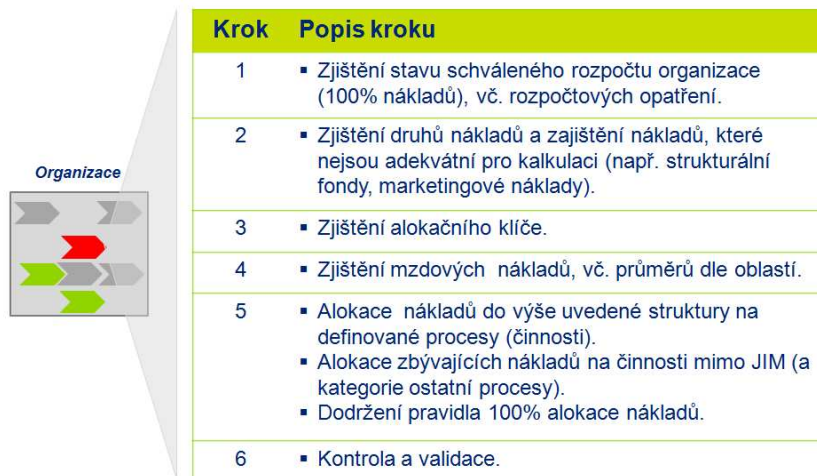 Organizace
Krok Popis kroku
1 ▪ Zjištění stavu schváleného rozpočtu organizace
(100% nákladů), vč. rozpočtových opatření.
2 ▪ Zjištění druhů nákladů a zajištění nákladů, které
nejsou adekvátní pro kalkulaci (např. strukturální
fondy, marketingové náklady).
3 ▪ Zjištění alokačního klíče.
4 ▪ Zjištění mzdových nákladů, vč. průměrů dle oblastí.
5 ▪ Alokace nákladů do výše uvedené struktury na
definované procesy (činnosti).
▪ Alokace zbývajících nákladů na činnosti mimo JIM (a
kategorie ostatní procesy).
▪ Dodržení pravidla 100% alokace nákladů.
6 ▪ Kontrola a validace.